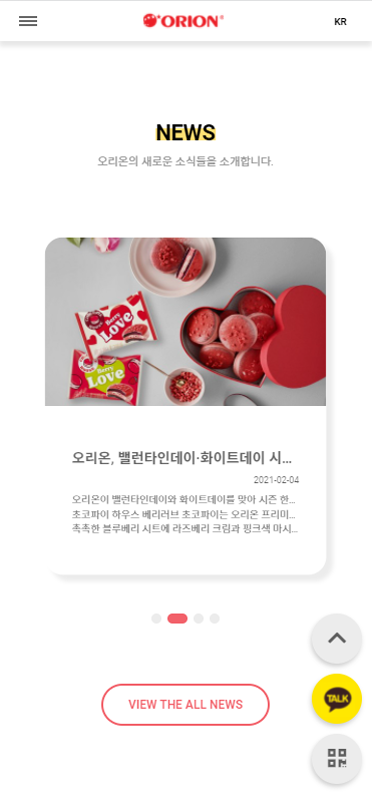 ORION
KR
NEWS
오리온의 새로운 소식들을 소개합니다.
Berry
Love
Berry
Love
오리온, 밸런타인데이·화이트데이 시...
2021-02-04
오리온이 밸런타인데이와 화이트데이를 맞아 시즌 한...
초코파이 하우스 베리러브 초코파이는 오리온 프리미...
촉촉한 블루베리 시트에 라즈베리 크림과 핑크색 마시...
VIEW THE ALL NEWS
TALK